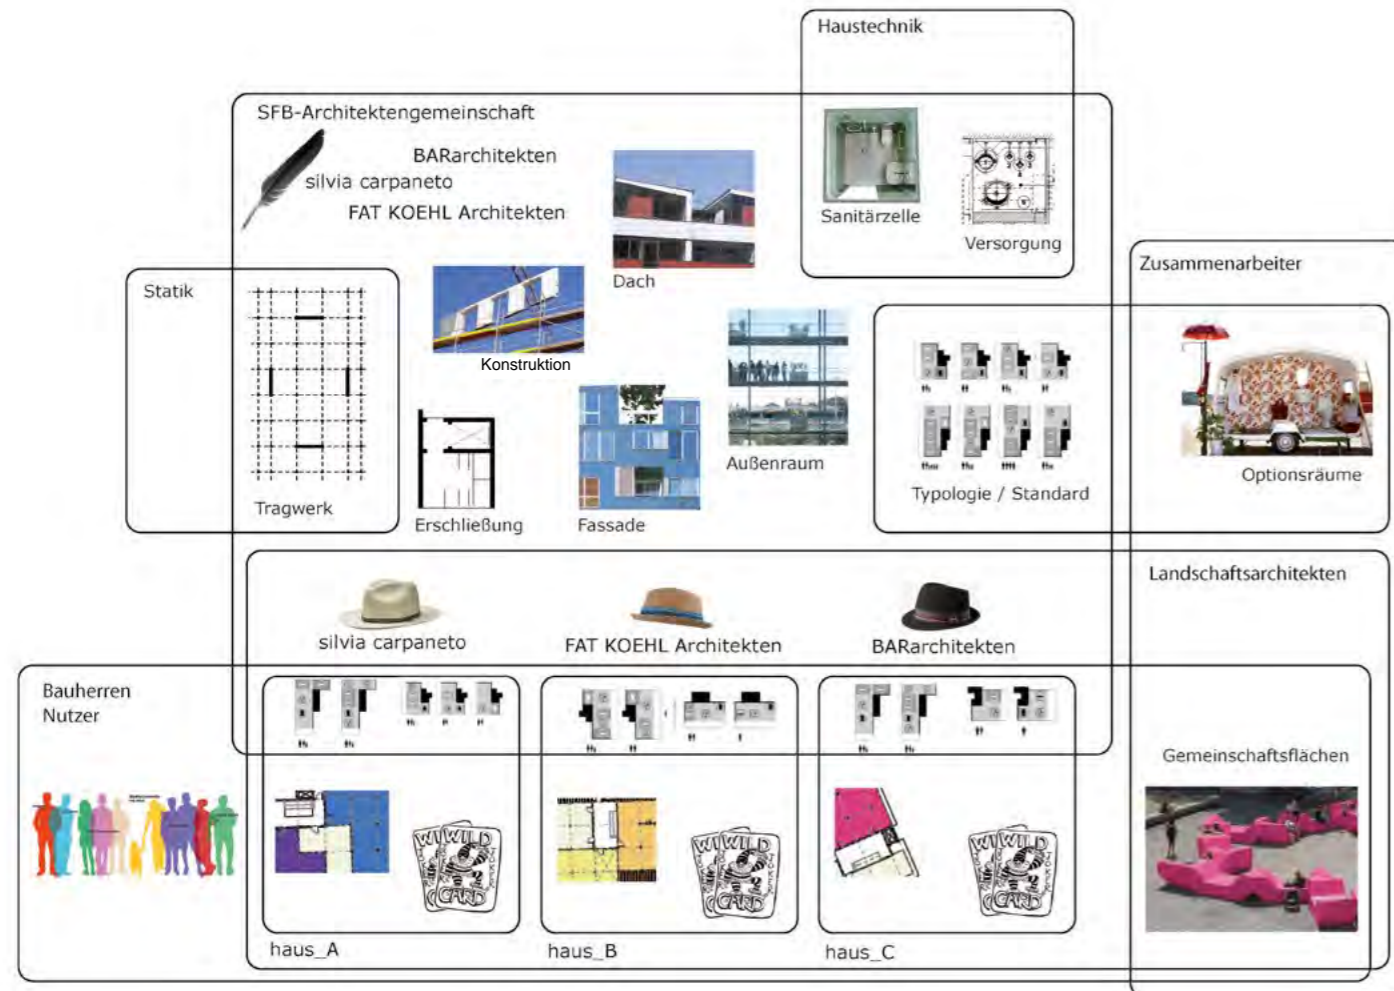 Haustechnik
SFB-Architektengemeinschaft
BARarchitekten
silvia carpaneto
FAT KOEHL Architekten
Sanitärzelle
Versorgung
Dach
Zusammenarbeiter
Statik
Konstruktion
Tragwerk
Erschließung
Fassade
Außenraum
Typologie / Standard
Optionsräume
Landschaftsarchitekten
silvia carpaneto
FAT KOEHL Architekten
BARarchitekten
Bauherren
Nutzer
Gemeinschaftsflächen
WILD
CARD
WILD
CARD
WILD
CARD
haus_A
haus_B
haus_C